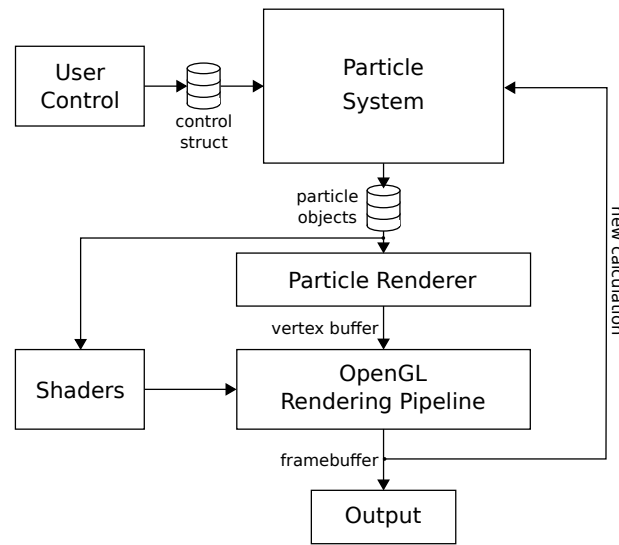 User
Control
control
struct
Particle
System
particle
objects
Particle Renderer
vertex buffer
Shaders
OpenGL
Rendering Pipeline
framebuffer
Output
new calculation